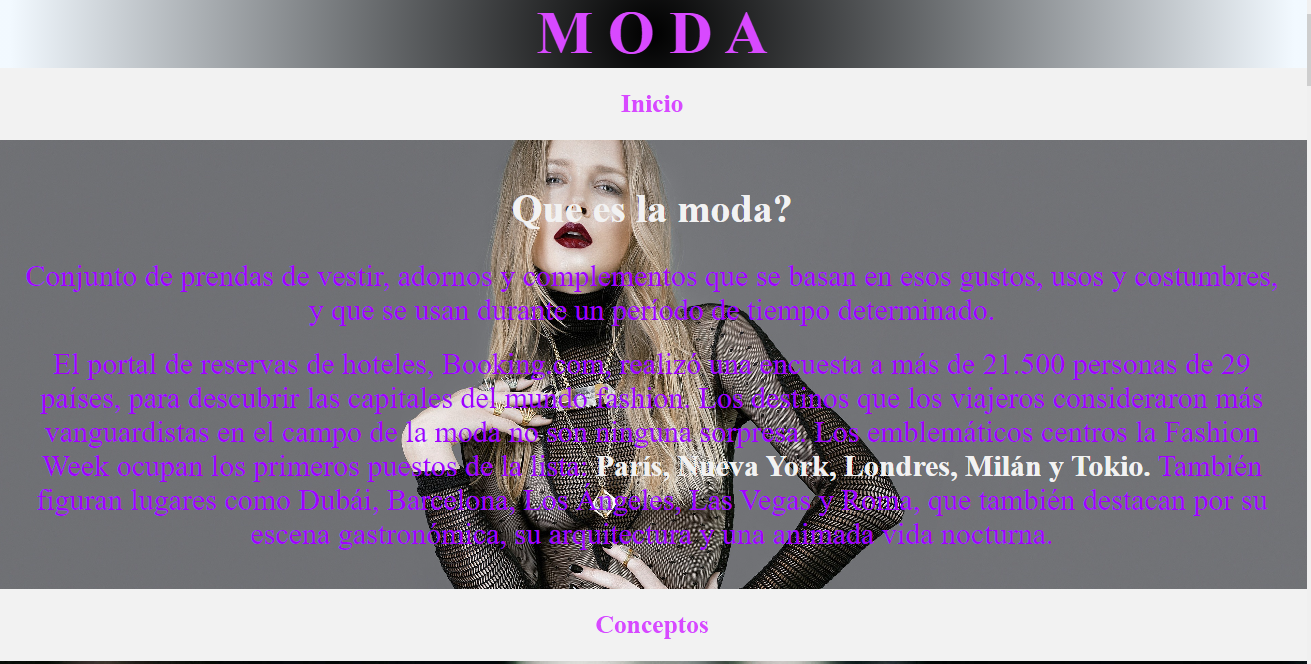 M O D A
Inicio
Que es la moda?
Conjunto de prendas de vestir, adornos y complementos que se basan en esos gustos, usos y costumbres,
y que se usan durante un período de tiempo determinado.
El portal de reservas de hoteles, Booking.com, realizó una encuesta a más de 21.500 personas de 29
países, para descubrir las capitales del mundo fashion. Los destinos que los viajeros consideraron más
vanguardistas en el campo de la moda no son ninguna sorpresa. Los emblemáticos centros la Fashion
Week ocupan los primeros puestos de la lista: París, Nueva York, Londres, Milán y Tokio. También
figuran lugares como Dubái, Barcelona, Los Ángeles, Las Vegas y Roma, que también destacan por su
escena gastronómica, su arquitectura y una animada vida nocturna.
Conceptos